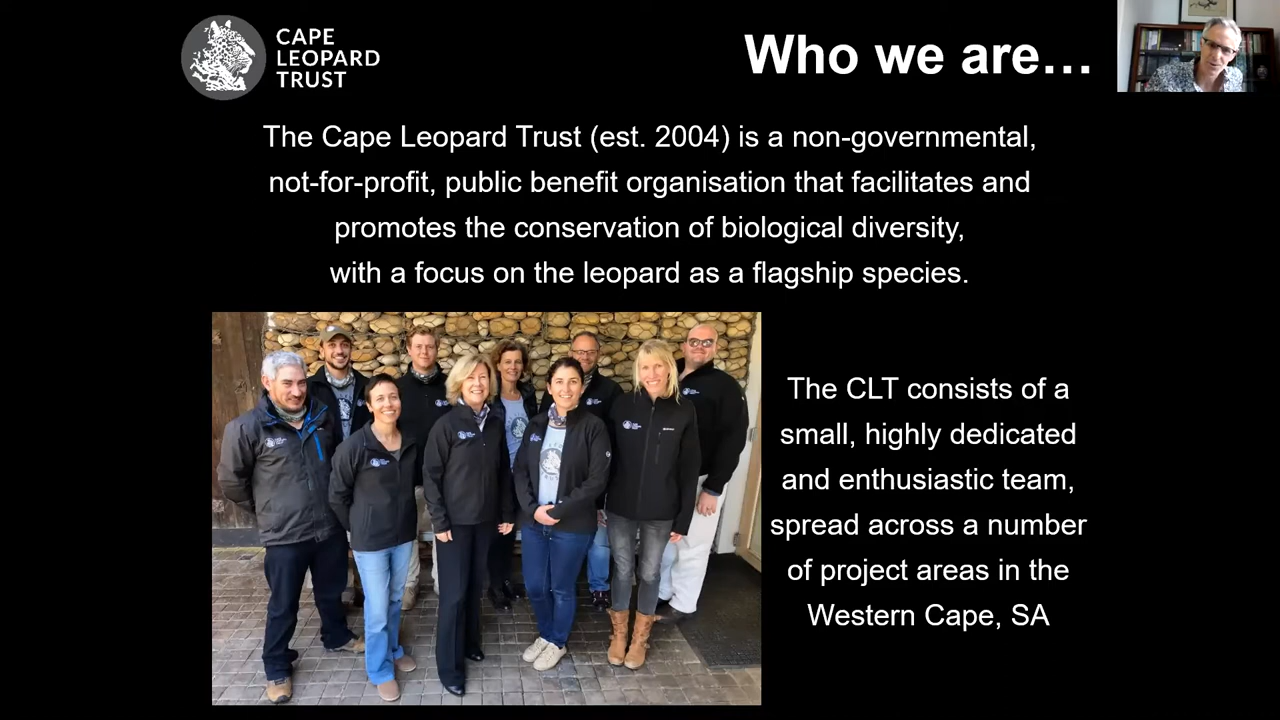 CAPE
LEOPARD
TRUST
Who we are…
The Cape Leopard Trust (est. 2004) is a non-governmental,
not-for-profit, public benefit organisation that facilitates and
promotes the conservation of biological diversity,
with a focus on the leopard as a flagship species.
The CLT consists of a
small, highly dedicated
and enthusiastic team,
spread across a number
of project areas in the
Western Cape, SA